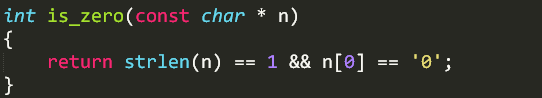 int is_zero(const char * n)
{
    return strlen(n) == 1 && n[0] == '0';
}